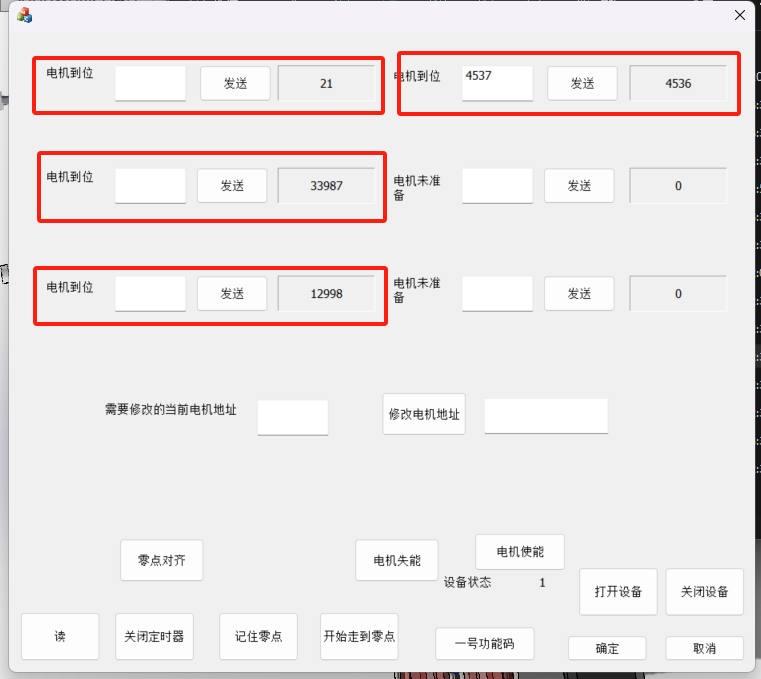 电机到位
发送
21
电机到位
4537
发送
4536
电机到位
发送
33987
电机未准
备
发送
0
电机到位
发送
12998
电机未准
备
发送
0
需要修改的当前电机地址
修改电机地址
零点对齐
电机失能
电机使能
设备状态
1
打开设备
关闭设备
读
关闭定时器
记住零点
开始走到零点
一号功能码
确定
取消